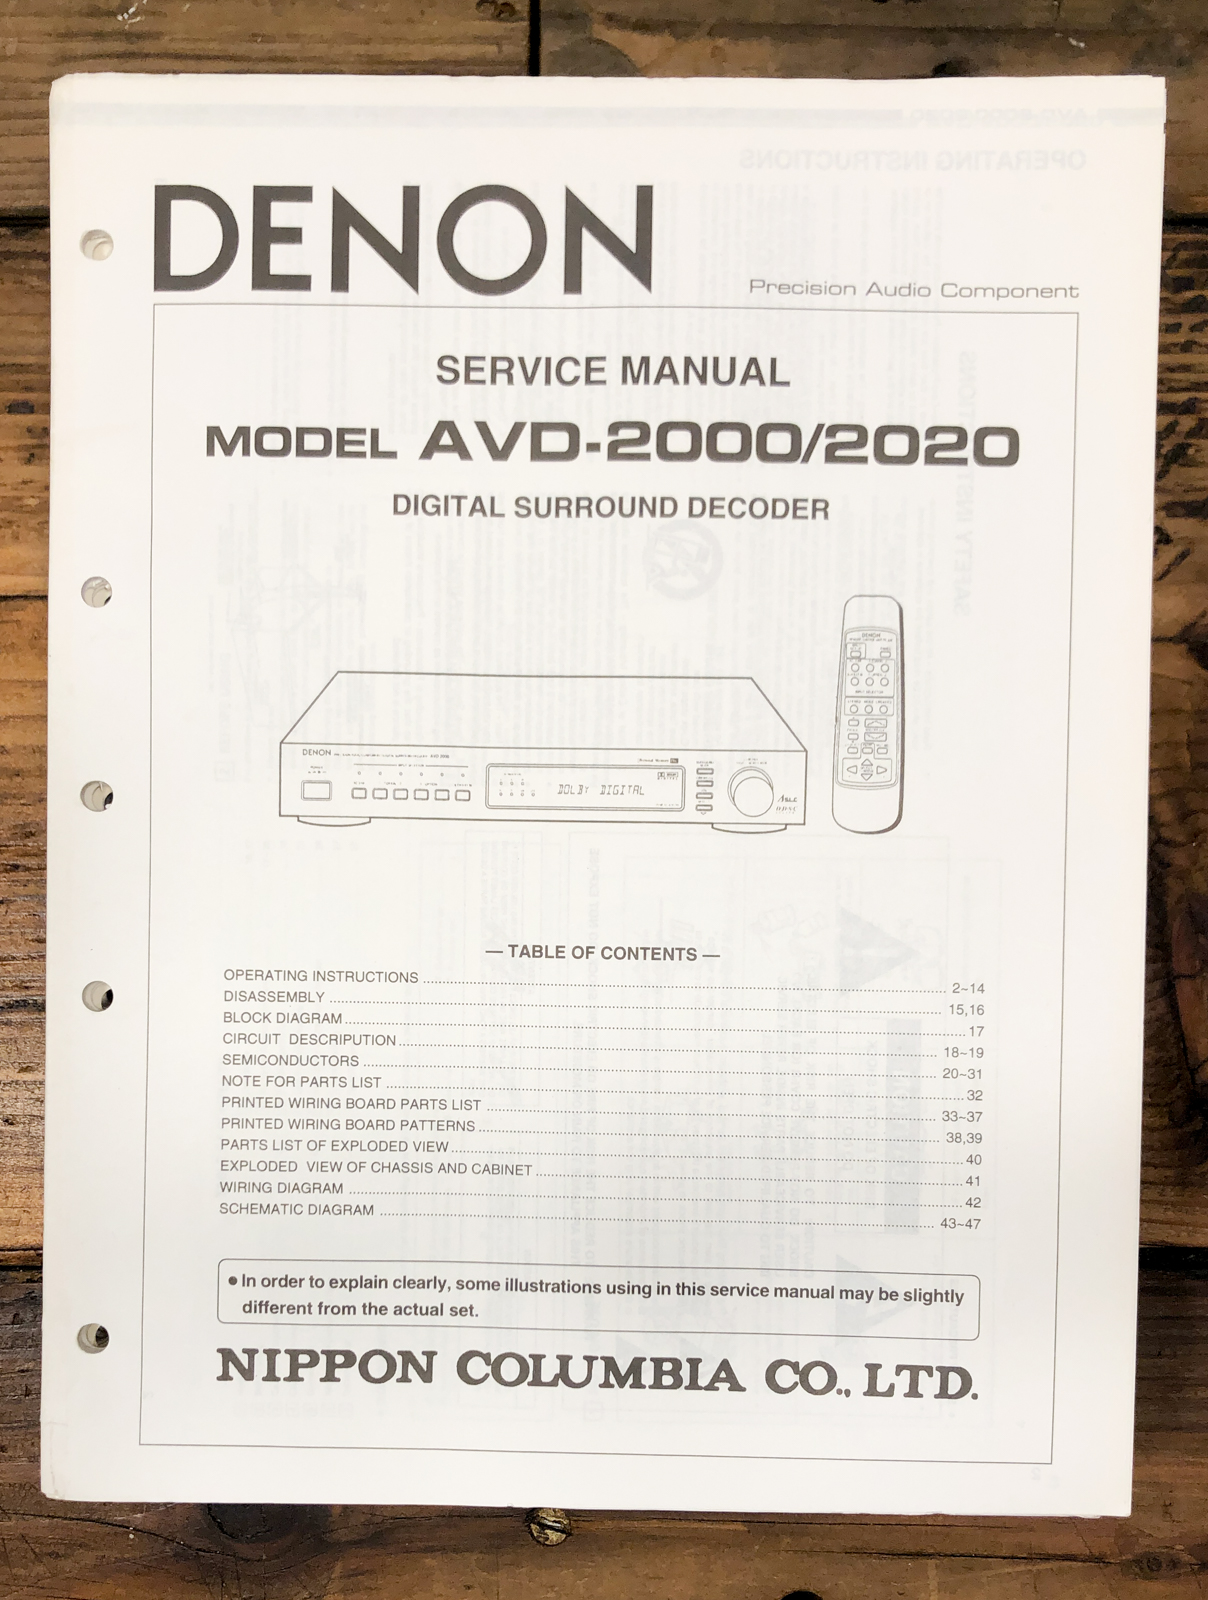 DENON
Precision Audio Component
SERVICE MANUAL
MODEL AVD-2000/2020
DIGITAL SURROUND DECODER
DENON
DENON
DOLBY DIGITAL
— TABLE OF CONTENTS —
OPERATING INSTRUCTIONS ........ 2~14
DISASSEMBLY ........ 15,16
BLOCK DIAGRAM ........ 17
CIRCUIT DESCRIPUTION ........ 18~19
SEMICONDUCTORS ........ 20~31
NOTE FOR PARTS LIST ........ 32
PRINTED WIRING BOARD PARTS LIST ........ 33~37
PRINTED WIRING BOARD PATTERNS ........ 38,39
PARTS LIST OF EXPLODED VIEW ........ 40
EXPLODED VIEW OF CHASSIS AND CABINET ........ 41
WIRING DIAGRAM ........ 42
SCHEMATIC DIAGRAM ........ 43~47
● In order to explain clearly, some illustrations using in this service manual may be slightly
different from the actual set.
NIPPON COLUMBIA CO., LTD.